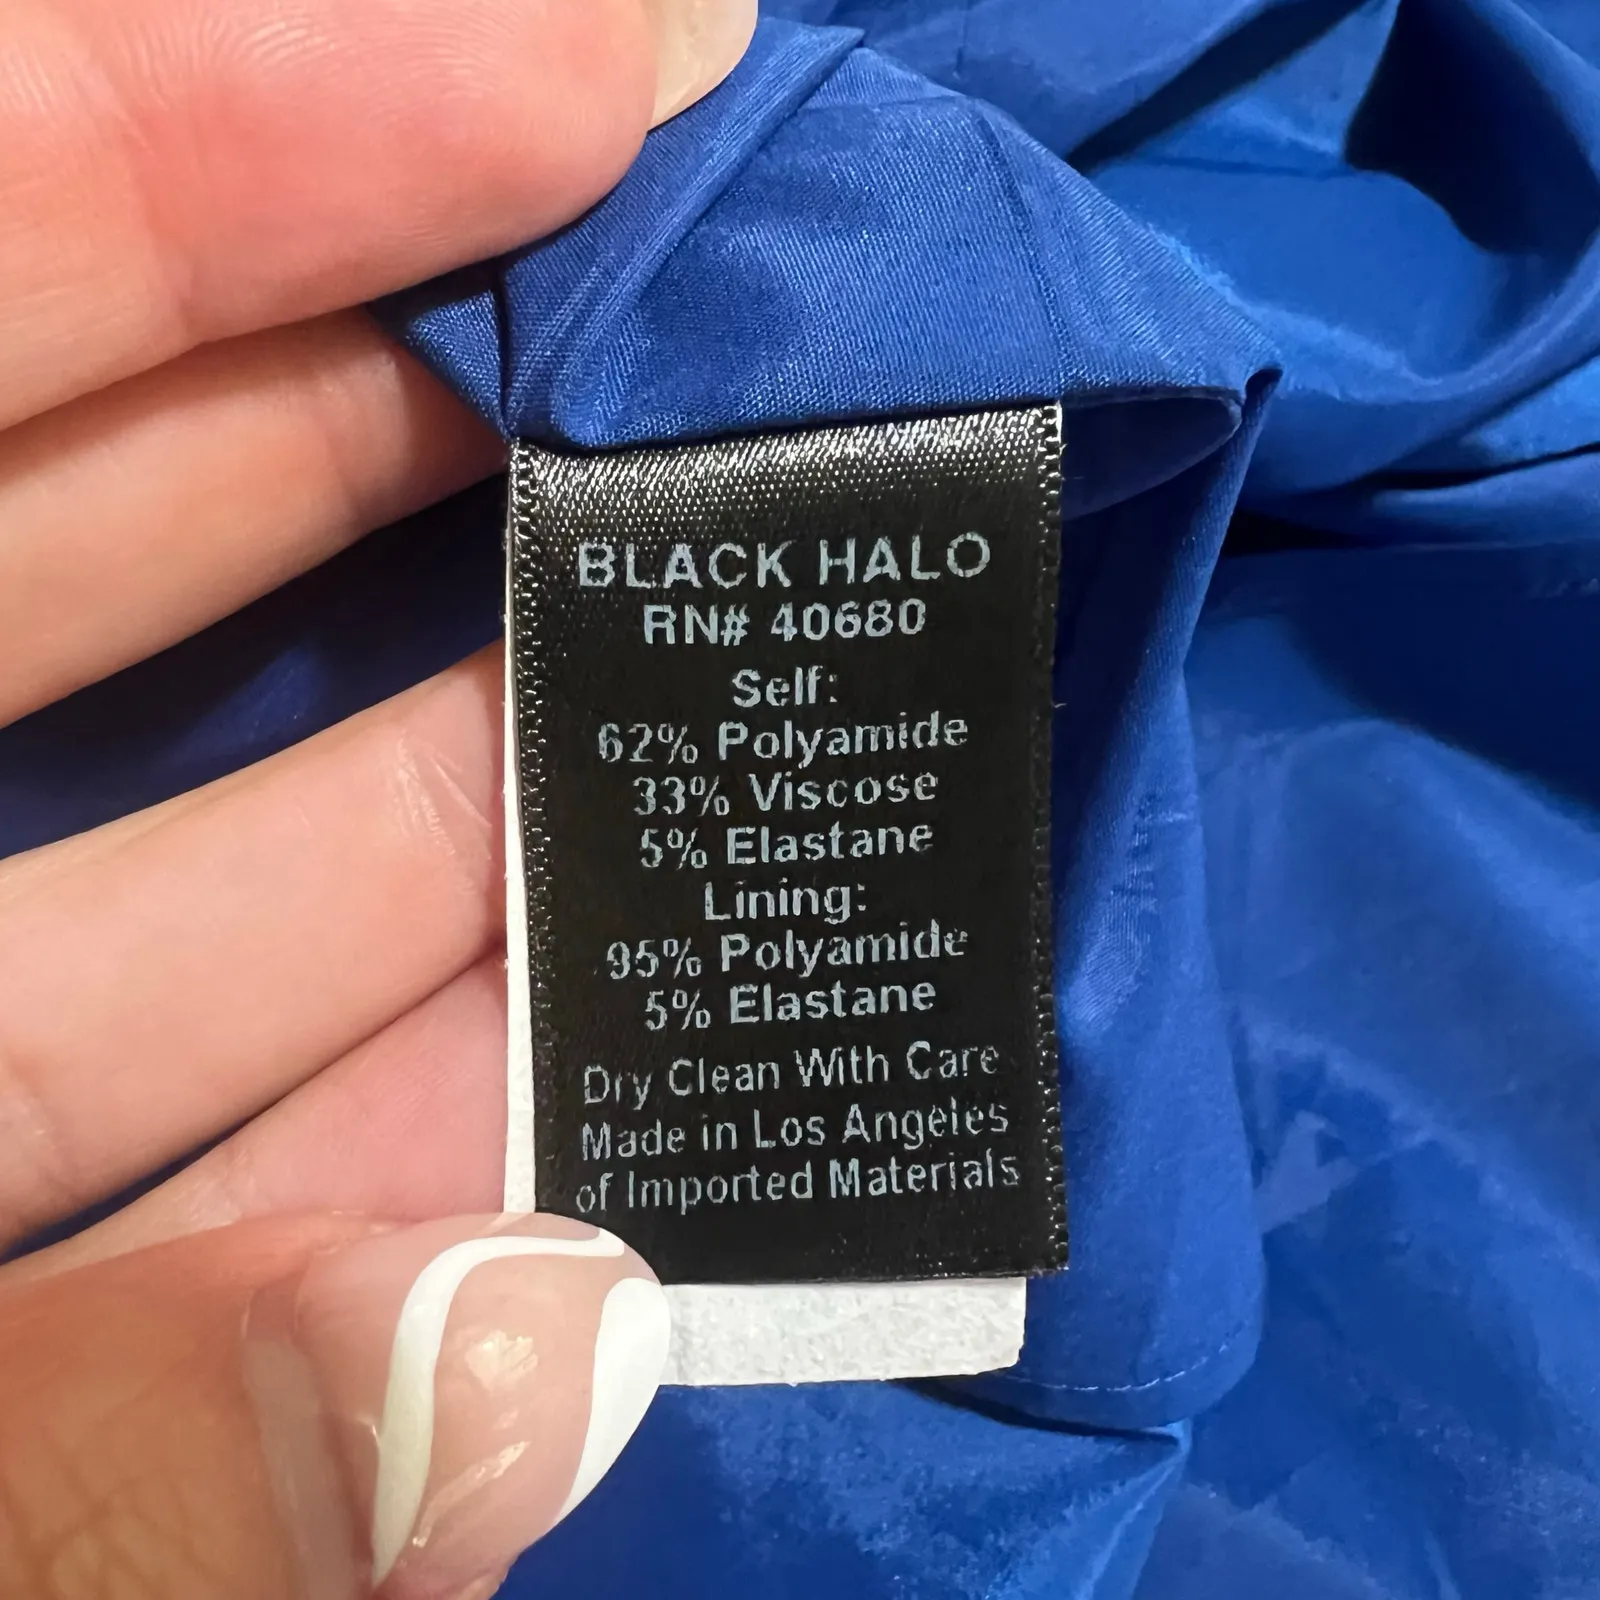 BLACK HALO
RN# 40680
Self:
62% Polyamide
33% Viscose
5% Elastane
Lining:
95% Polyamide
5% Elastane
Dry Clean With Care
Made in Los Angeles
of Imported Materials